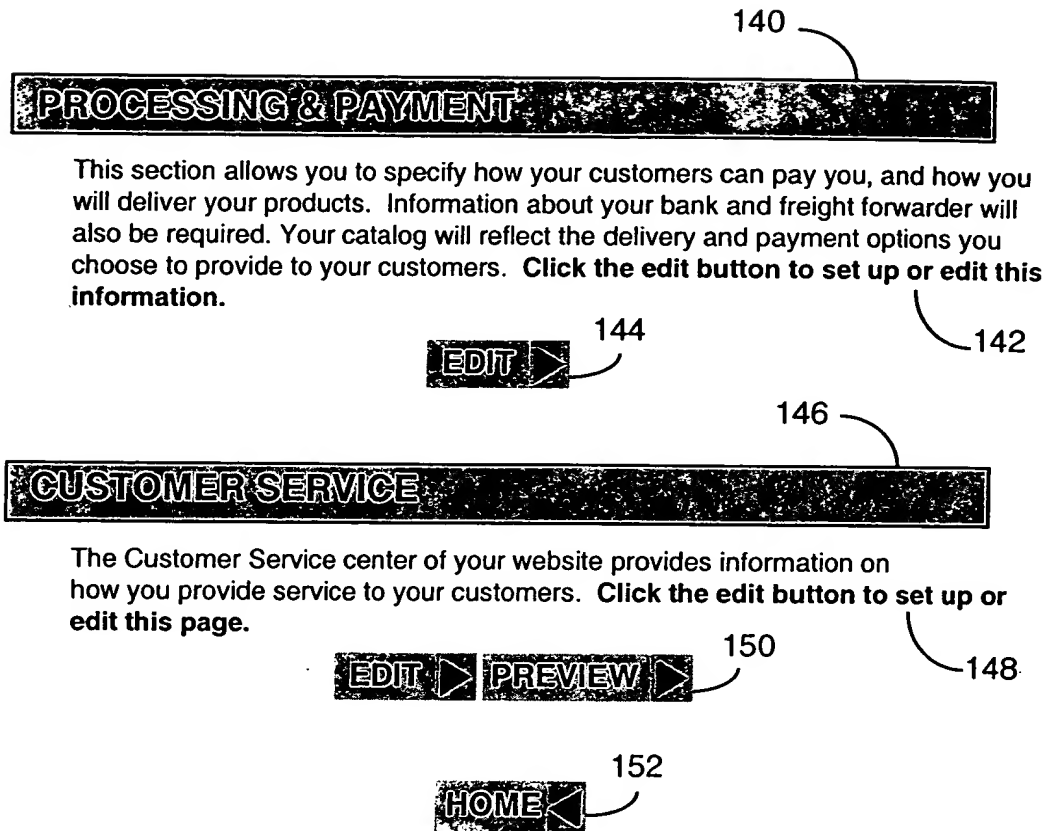 140
PROCESSING & PAYMENT
This section allows you to specify how your customers can pay you, and how you
will deliver your products. Information about your bank and freight forwarder will
also be required. Your catalog will reflect the delivery and payment options you
choose to provide to your customers. Click the edit button to set up or edit this
information.
142
144
EDIT
146
CUSTOMER SERVICE
The Customer Service center of your website provides information on
how you provide service to your customers. Click the edit button to set up or
edit this page.
148
150
EDIT PREVIEW
152
HOME